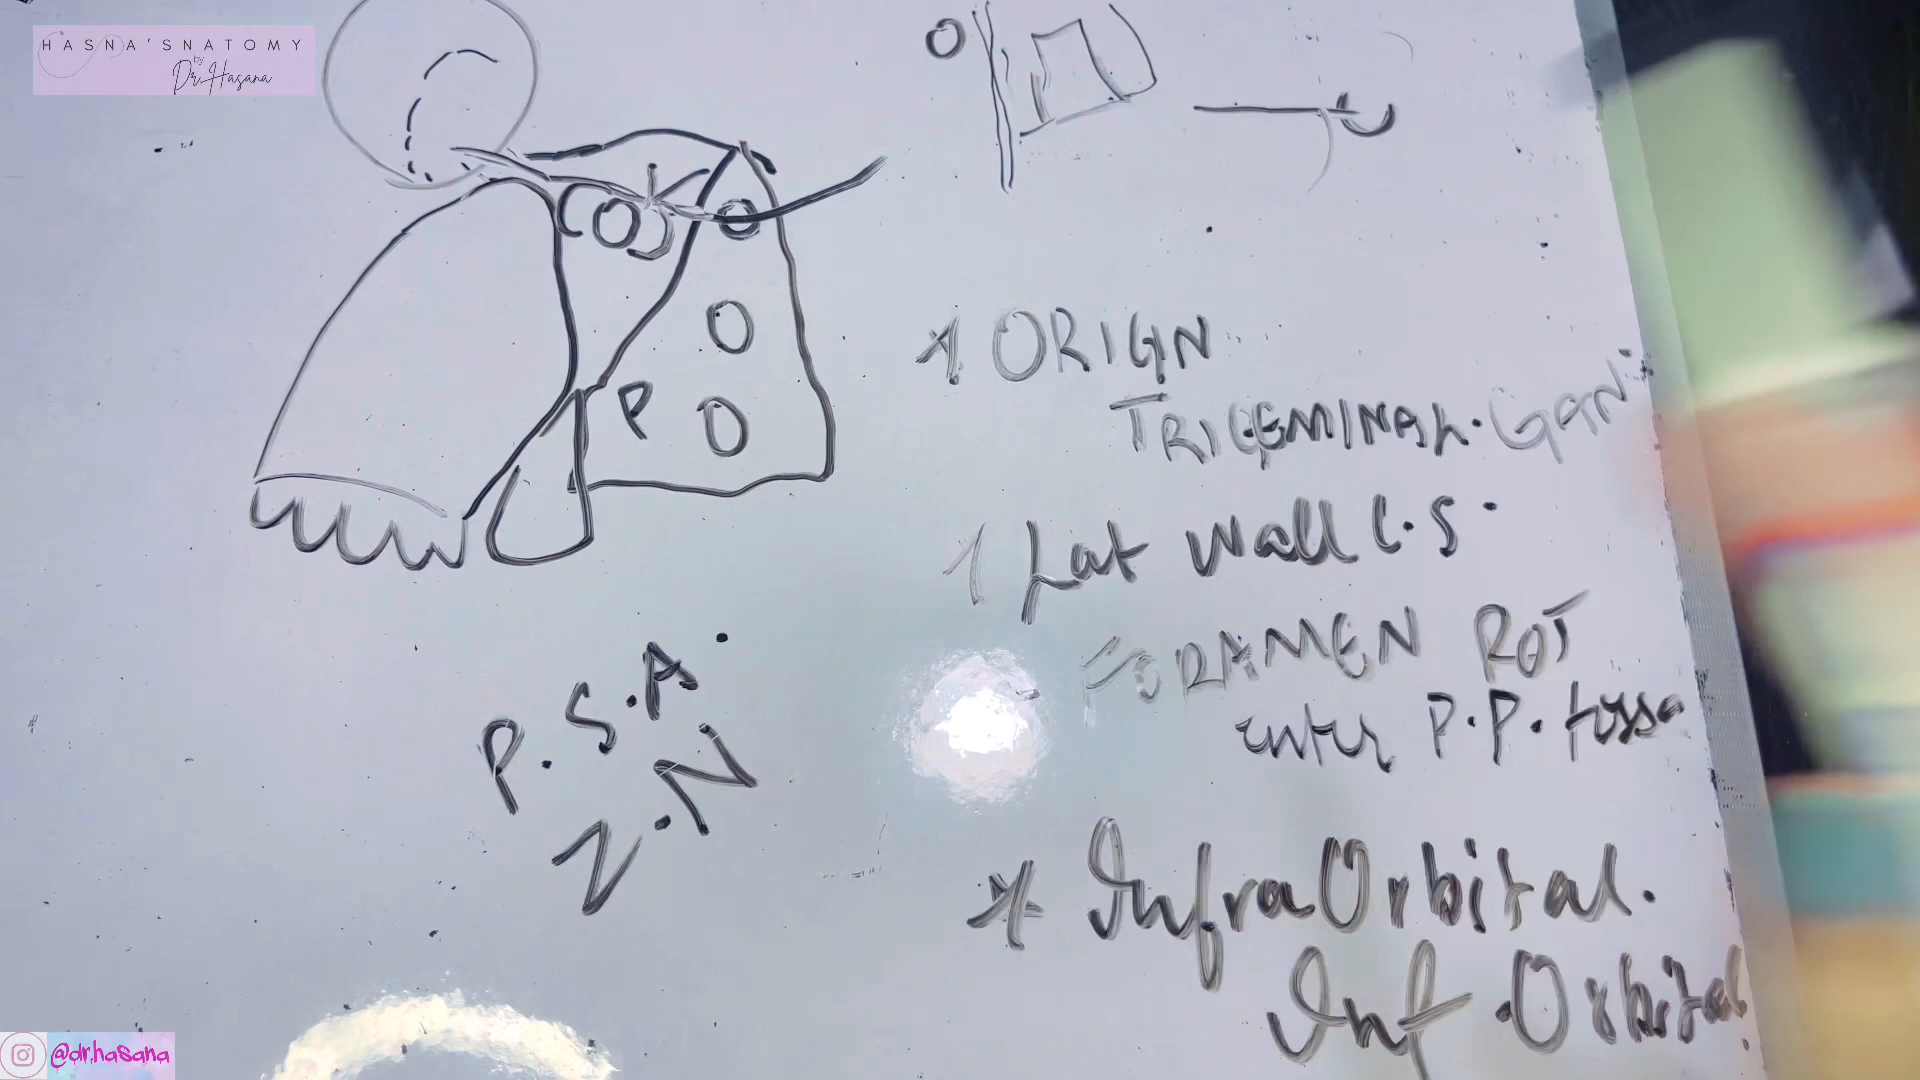 HASNA'SNATOMY
by
Dr.Hasana
P
* ORIGN
TRIGEMINAL. GAN:
Lat wall C.S.
FORAMEN ROT
enter P.P. fossa
P.S.A.
Z.N
* InfraOrbital.
Inf.Orbital
@dr.hasana